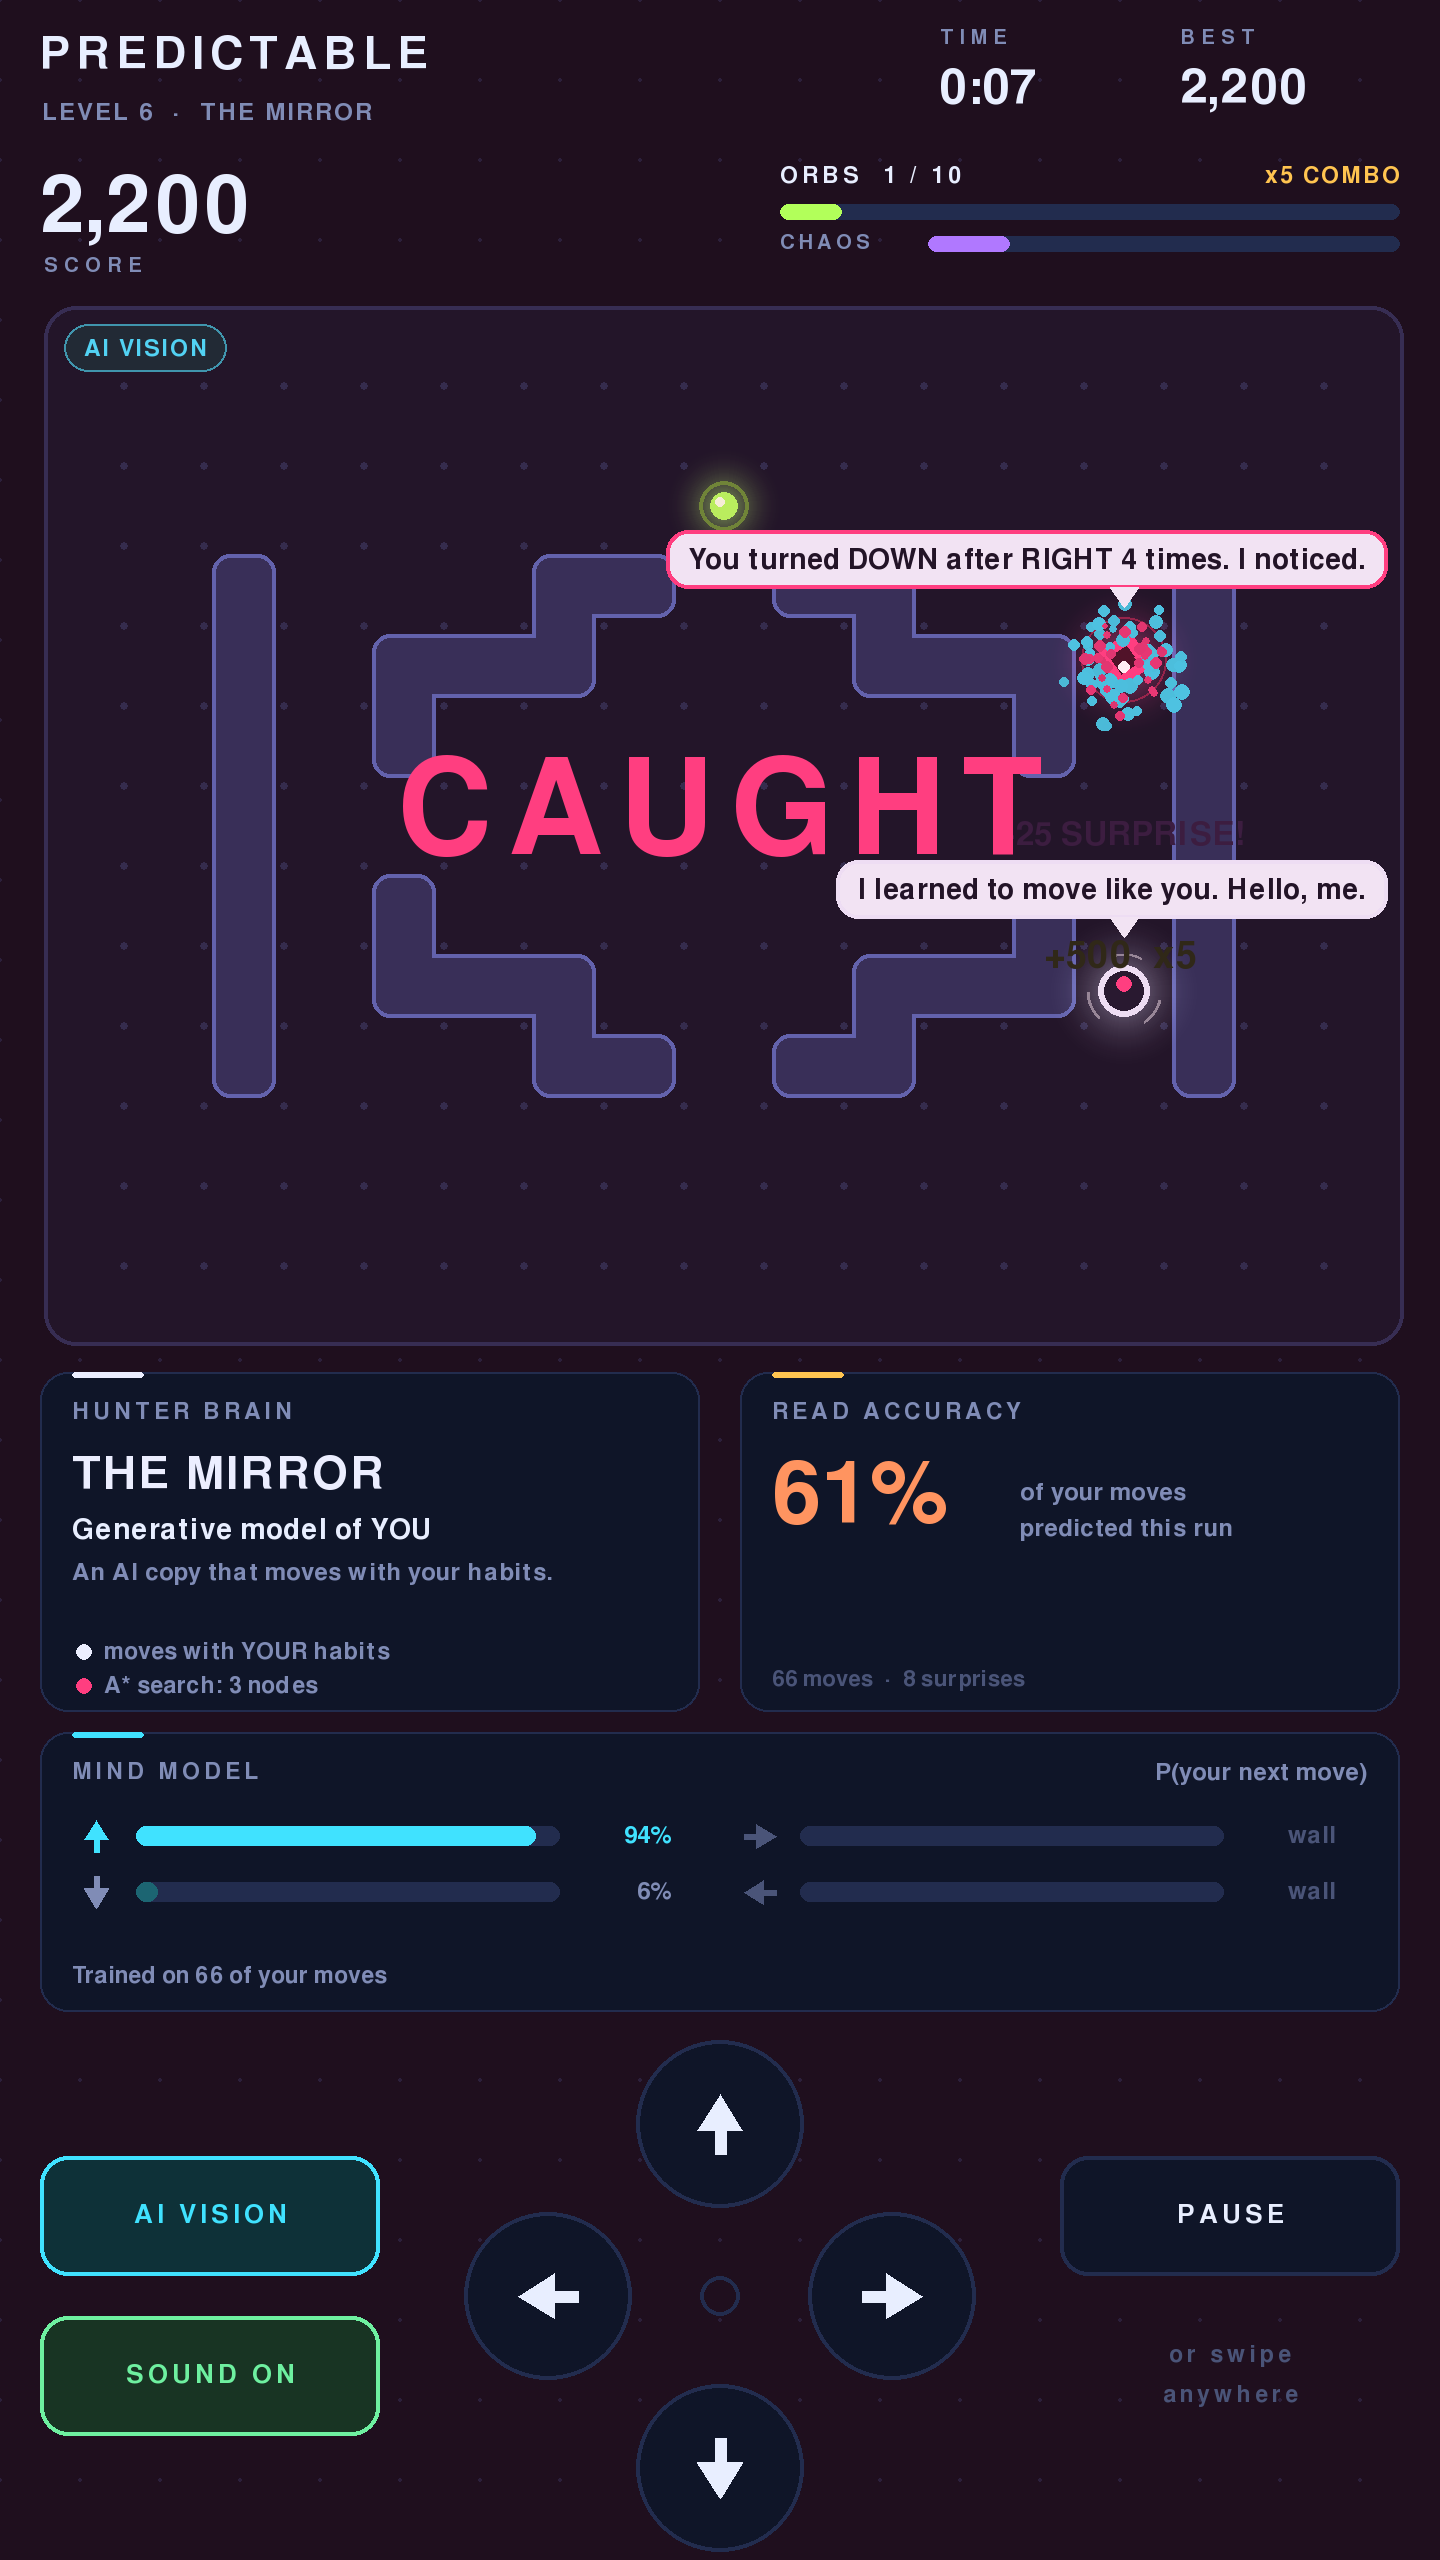 PREDICTABLE
LEVEL 6 · THE MIRROR
TIME
0:07
BEST
2,200
2,200
SCORE
ORBS 1 / 10
x5 COMBO
CHAOS
AI VISION
You turned DOWN after RIGHT 4 times. I noticed.
CAUGHT
25 SURPRISE!
I learned to move like you. Hello, me.
+500 x5
HUNTER BRAIN
THE MIRROR
Generative model of YOU
An AI copy that moves with your habits.
moves with YOUR habits
A* search: 3 nodes
READ ACCURACY
61%
of your moves
predicted this run
66 moves · 8 surprises
MIND MODEL
P(your next move)
94%
wall
6%
wall
Trained on 66 of your moves
AI VISION
PAUSE
SOUND ON
or swipe
anywhere